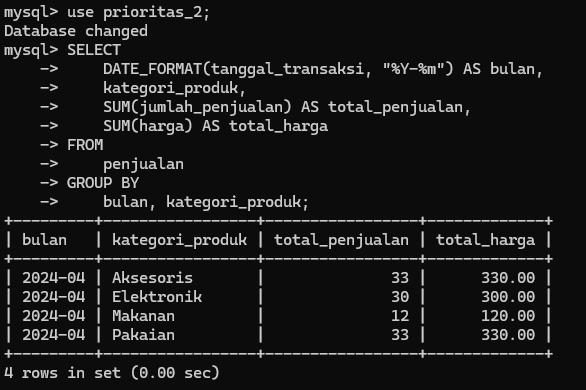 mysql> use prioritas_2;
Database changed
mysql> SELECT
    ->     DATE_FORMAT(tanggal_transaksi, "%Y-%m") AS bulan,
    ->     kategori_produk,
    ->     SUM(jumlah_penjualan) AS total_penjualan,
    ->     SUM(harga) AS total_harga
    -> FROM
    ->     penjualan
    -> GROUP BY
    ->     bulan, kategori_produk;
+---------+-----------------+-----------------+-------------+
| bulan   | kategori_produk | total_penjualan | total_harga |
+---------+-----------------+-----------------+-------------+
| 2024-04 | Aksesoris       |              33 |      330.00 |
| 2024-04 | Elektronik      |              30 |      300.00 |
| 2024-04 | Makanan         |              12 |      120.00 |
| 2024-04 | Pakaian         |              33 |      330.00 |
+---------+-----------------+-----------------+-------------+
4 rows in set (0.00 sec)